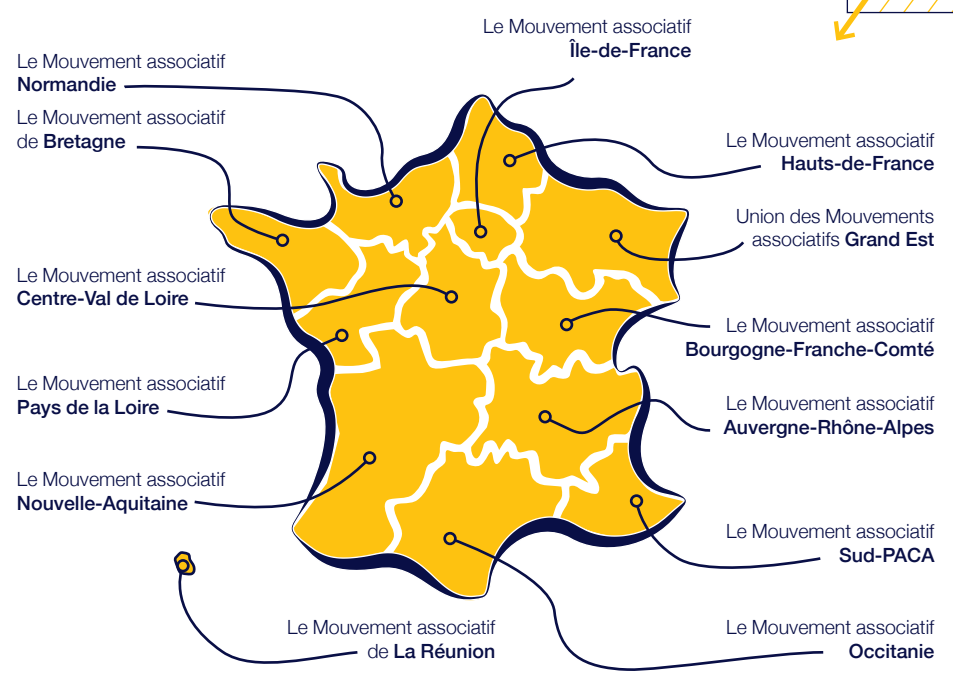 Le Mouvement associatif
Île-de-France
Le Mouvement associatif
Normandie
Le Mouvement associatif
de Bretagne
Le Mouvement associatif
Hauts-de-France
Union des Mouvements
associatifs Grand Est
Le Mouvement associatif
Centre-Val de Loire
Le Mouvement associatif
Bourgogne-Franche-Comté
Le Mouvement associatif
Pays de la Loire
Le Mouvement associatif
Auvergne-Rhône-Alpes
Le Mouvement associatif
Nouvelle-Aquitaine
Le Mouvement associatif
Sud-PACA
Le Mouvement associatif
de La Réunion
Le Mouvement associatif
Occitanie